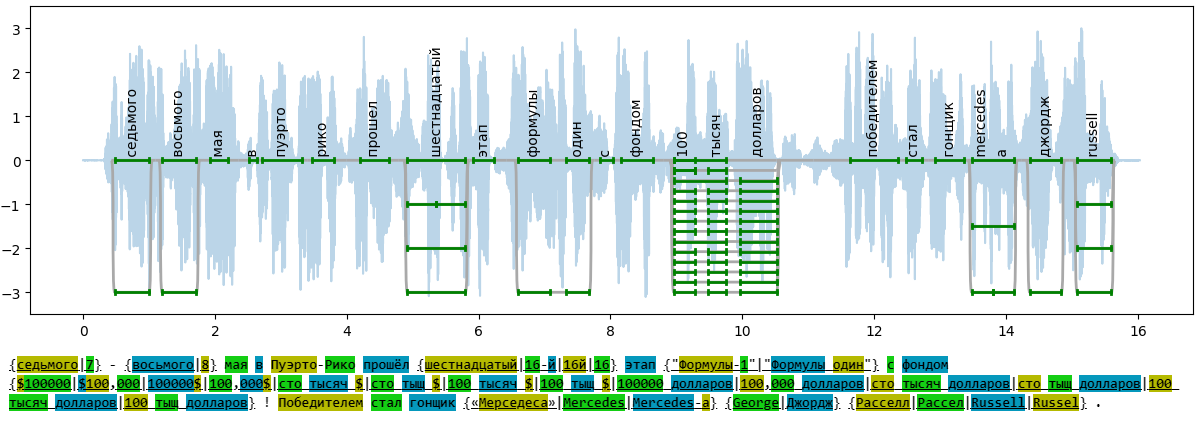 3
2
1
0
−1
−2
−3
седьмого
восьмого
мая
в
пуэрто
рико
прошел
шестнадцатый
этап
формулы
один
с
фондом
100
тысяч
долларов
победителем
стал
гонщик
mercedes
а
джордж
russell
0 2 4 6 8 10 12 14 16
{седьмого|7} - {восьмого|8} мая в Пуэрто-Рико прошёл {шестнадцатый|16-й|16й|16} этап {"Формулы-1"|"Формулы один"} с фондом
{$100000|$100,000|100000$|100,000$|сто тысяч $|сто тыщ $|100 тысяч $|100 тыщ $|100000 долларов|100,000 долларов|сто тысяч долларов|сто тыщ долларов|100
тысяч долларов|100 тыщ долларов} ! Победителем стал гонщик {«Мерседеса»|Mercedes|Mercedes-а} {George|Джордж} {Расселл|Рассел|Russell|Russel} .